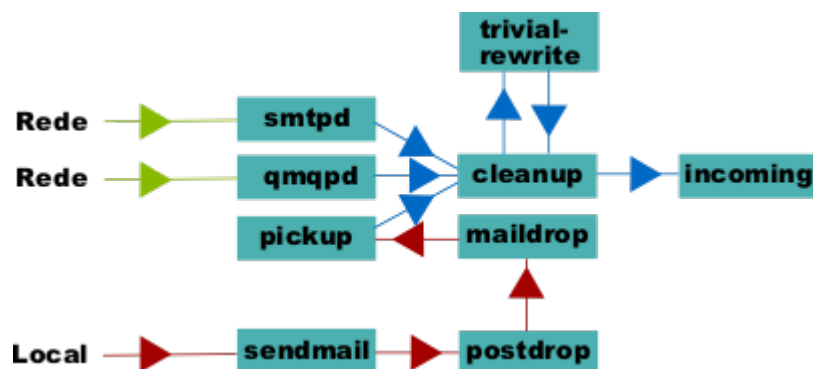 trivial-
rewrite
Rede
smtpd
Rede
qmqpd
cleanup
incoming
pickup
maildrop
Local
sendmail
postdrop